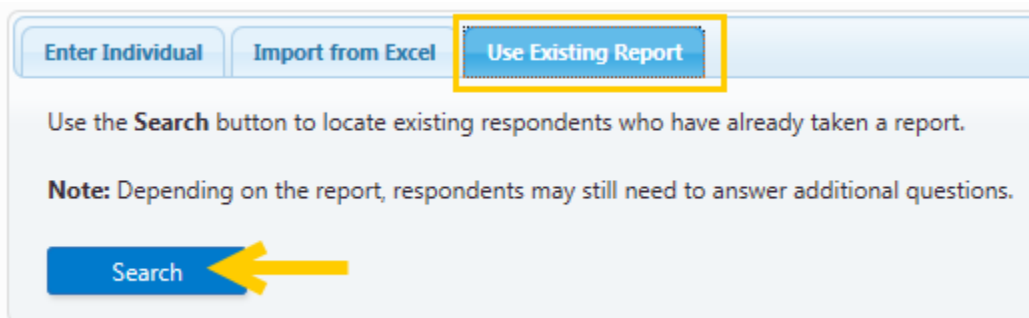 Enter Individual Import from Excel Use Existing Report
Use the Search button to locate existing respondents who have already taken a report.
Note: Depending on the report, respondents may still need to answer additional questions.
Search